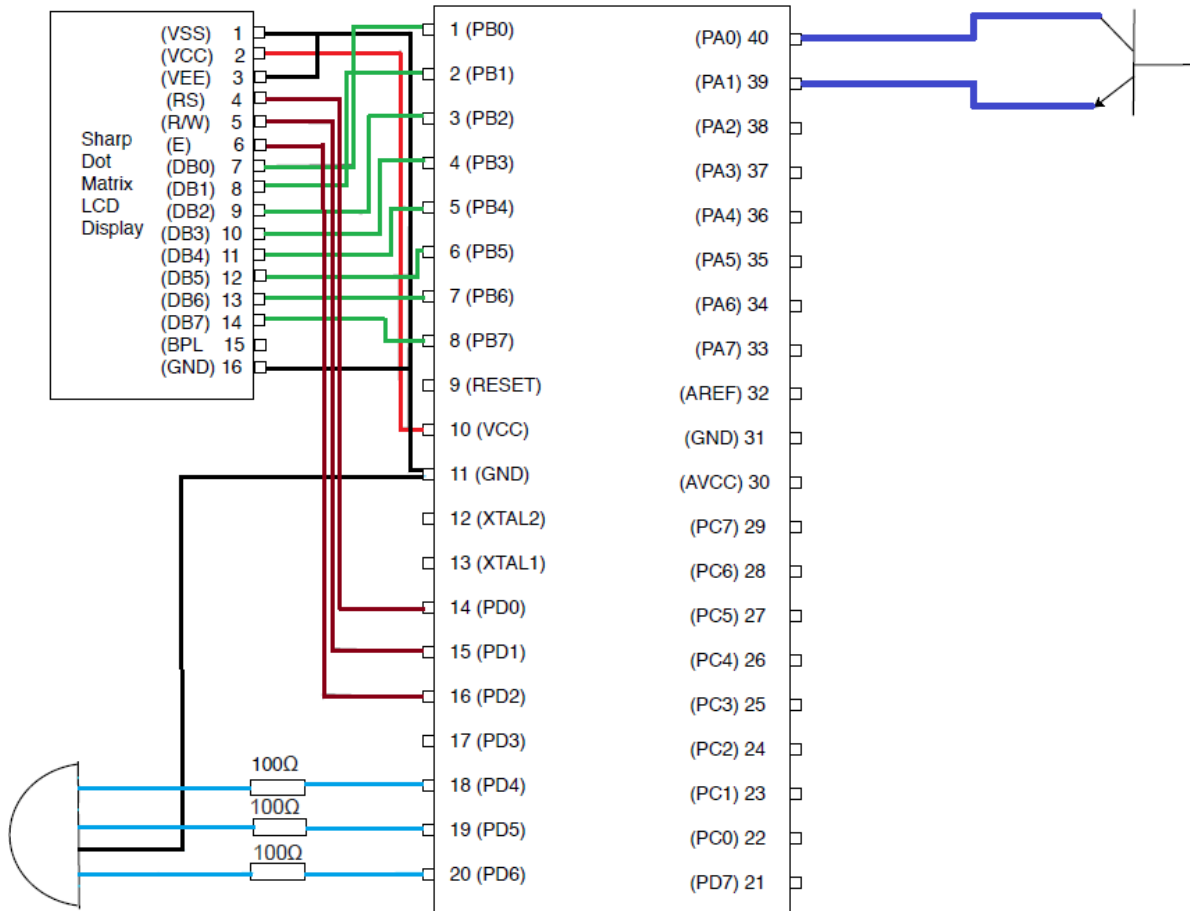 (VSS) 1
(VCC) 2
(VEE) 3
(RS) 4
(R/W) 5
(E) 6
(DB0) 7
(DB1) 8
(DB2) 9
(DB3) 10
(DB4) 11
(DB5) 12
(DB6) 13
(DB7) 14
(BPL 15
(GND) 16
Sharp
Dot
Matrix
LCD
Display
1 (PB0)
2 (PB1)
3 (PB2)
4 (PB3)
5 (PB4)
6 (PB5)
7 (PB6)
8 (PB7)
9 (RESET)
10 (VCC)
11 (GND)
12 (XTAL2)
13 (XTAL1)
14 (PD0)
15 (PD1)
16 (PD2)
17 (PD3)
18 (PD4)
19 (PD5)
20 (PD6)
(PA0) 40
(PA1) 39
(PA2) 38
(PA3) 37
(PA4) 36
(PA5) 35
(PA6) 34
(PA7) 33
(AREF) 32
(GND) 31
(AVCC) 30
(PC7) 29
(PC6) 28
(PC5) 27
(PC4) 26
(PC3) 25
(PC2) 24
(PC1) 23
(PC0) 22
(PD7) 21
100Ω
100Ω
100Ω